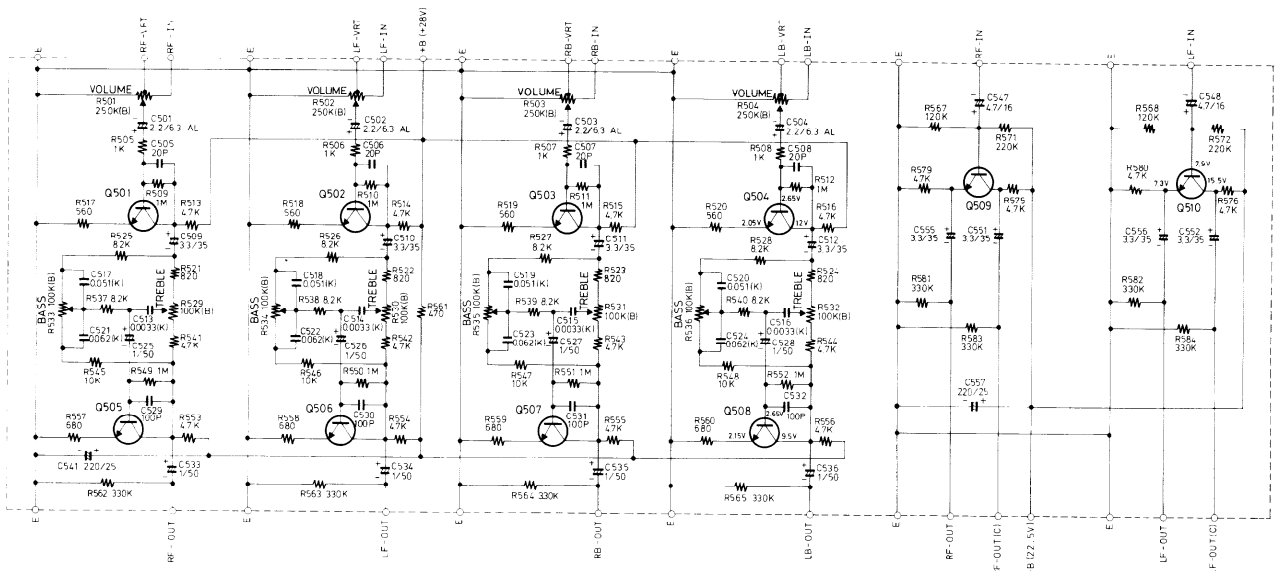 E
RF-VRT
RF-IN
E
LF-VRT
LF-IN
+B (+28V)
E
RB-VRT
RB-IN
E
LB-VRT
LB-IN
E
RF-IN
E
LF-IN
VOLUME
R501
250K(B)
C501
2.2/6.3 AL
R505
1K
C505
20P
Q501
R509
1M
R517
560
R513
4.7K
C509
3.3/35
R525
8.2K
C517
0.051(K)
R521
820
BASS
R533 100K(B)
R537 8.2K
C513
0.0033(K)
TREBLE
R529
100K(B)
C521
0.062(K)
C525
1/50
R541
4.7K
R545
10K
R549 1M
C529
100P
Q505
R557
680
R553
4.7K
C541 220/25
C533
1/50
R562 330K
VOLUME
R502
250K(B)
C502
2.2/6.3 AL
R506
1K
C506
20P
Q502
R510
1M
R518
560
R514
4.7K
C510
3.3/35
R526
8.2K
C518
0.051(K)
R522
820
BASS
R534 100K(B)
R538 8.2K
C514
0.0033(K)
TREBLE
R530
100K(B)
R561
470
C522
0.062(K)
C526
1/50
R542
4.7K
R546
10K
R550 1M
C530
100P
Q506
R558
680
R554
4.7K
C534
1/50
R563 330K
VOLUME
R503
250K(B)
C503
2.2/6.3 AL
R507
1K
C507
20P
Q503
R511
1M
R519
560
R515
4.7K
C511
3.3/35
R527
8.2K
C519
0.051(K)
R523
820
BASS
R535 100K(B)
R539 8.2K
C515
0.0033(K)
TREBLE
R531
100K(B)
C523
0.062(K)
C527
1/50
R543
4.7K
R547
10K
R551 1M
C531
100P
Q507
R559
680
R555
4.7K
C535
1/50
R564 330K
VOLUME
R504
250K(B)
C504
2.2/6.3 AL
R508
1K
C508
20P
R512
1M
Q504
2.65V
R520
560
R516
4.7K
2.05V
12V
C512
3.3/35
R528
8.2K
C520
0.051(K)
R524
820
BASS
R536 100K(B)
R540 8.2K
C516
0.0033(K)
TREBLE
R532
100K(B)
C524
0.062(K)
C528
1/50
R544
4.7K
R548
10K
R552 1M
C532
100P
Q508
2.65V
R560
680
2.15V
9.5V
R556
4.7K
C536
1/50
R565 330K
R567
120K
C547
4.7/16
R571
220K
R579
4.7K
Q509
R575
4.7K
C555
3.3/35
C551
3.3/35
R581
330K
R583
330K
C557
220/25
R568
120K
C548
4.7/16
R572
220K
R580
4.7K
7.9V
7.3V
15.5V
Q510
R576
4.7K
C556
3.3/35
C552
3.3/35
R582
330K
R584
330K
E
RF-OUT
E
LF-OUT
E
RB-OUT
E
LB-OUT
E
RF-OUT
RF-OUT(C)
B(22.5V)
E
LF-OUT
LF-OUT(C)